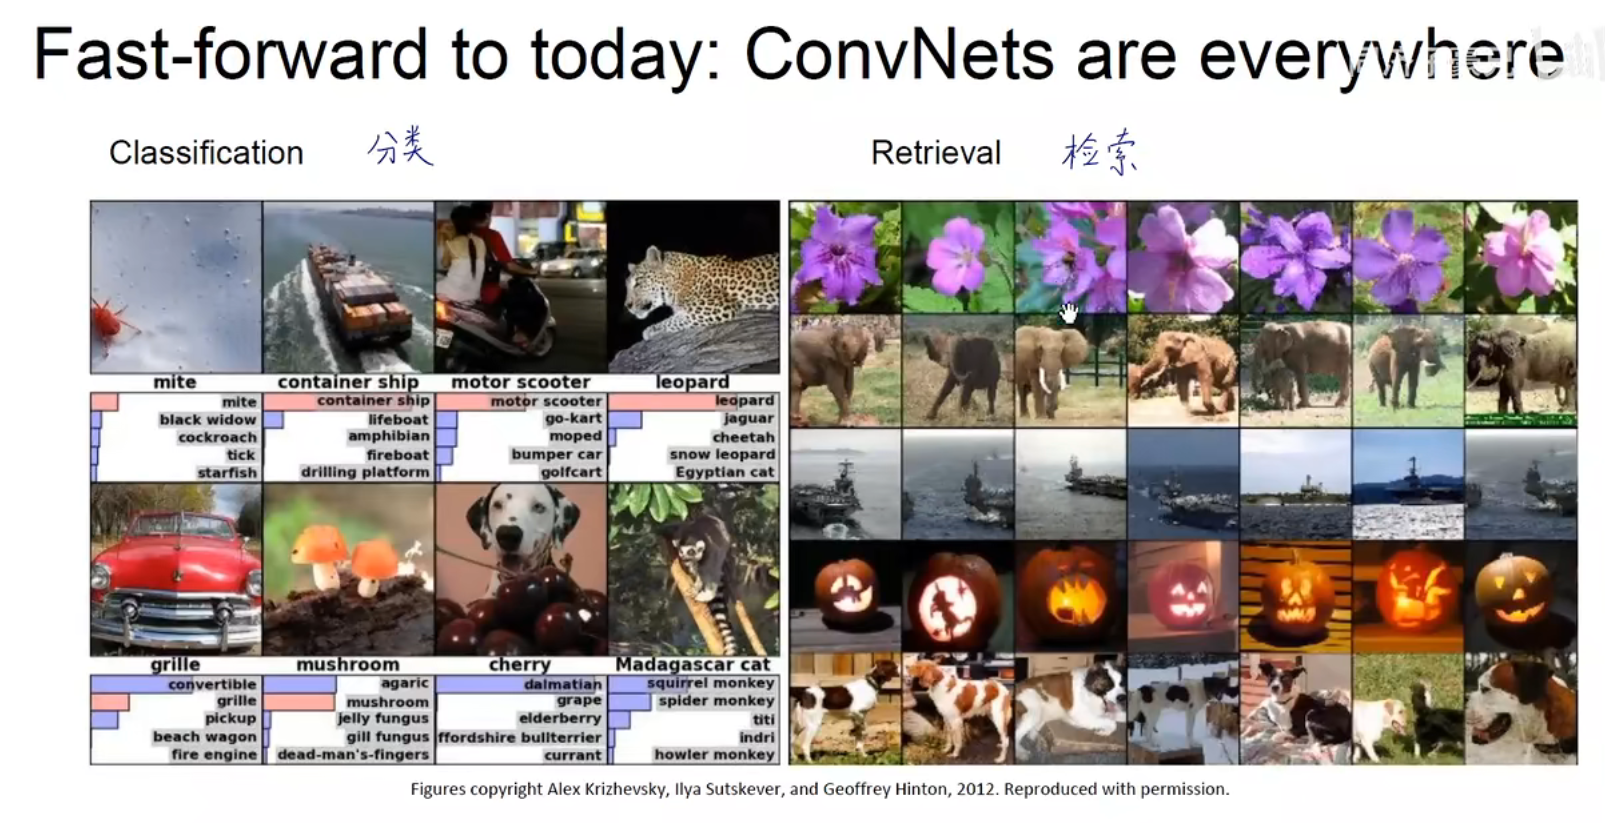 Fast-forward to today: ConvNets are everywhere
Classification 分类
Retrieval 检索
mite
container ship
motor scooter
leopard
mite
black widow
cockroach
tick
starfish
container ship
lifeboat
amphibian
fireboat
drilling platform
motor scooter
go-kart
moped
bumper car
golfcart
leopard
jaguar
cheetah
snow leopard
Egyptian cat
grille
mushroom
cherry
Madagascar cat
convertible
grille
pickup
beach wagon
fire engine
agaric
mushroom
jelly fungus
gill fungus
dead-man's-fingers
dalmatian
grape
elderberry
ffordshire bullterrier
currant
squirrel monkey
spider monkey
titi
indri
howler monkey
Figures copyright Alex Krizhevsky, Ilya Sutskever, and Geoffrey Hinton, 2012. Reproduced with permission.